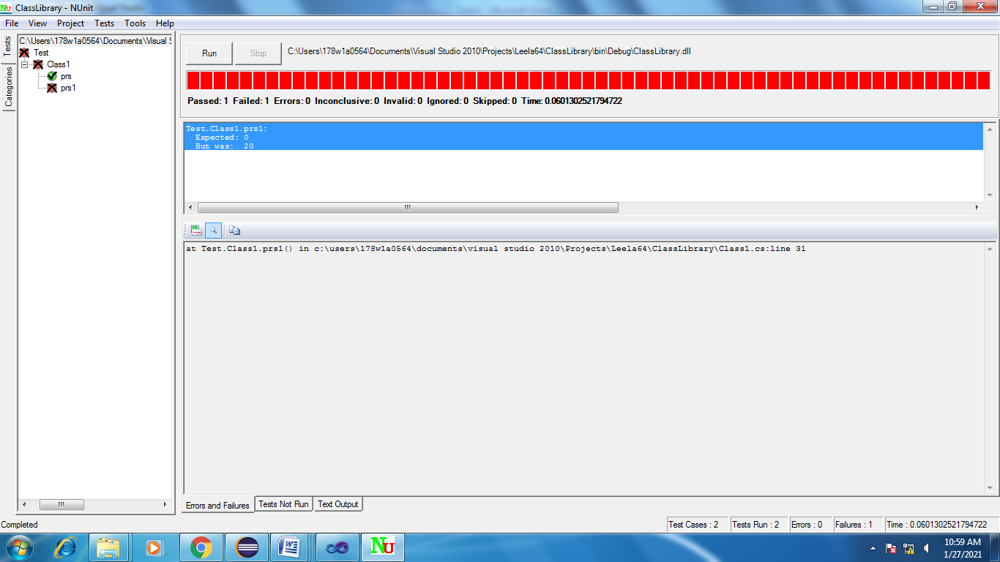 ClassLibrary - NUnit
File View Project Tests Tools Help
Tests
Categories
C:\Users\178w1a0564\Documents\Visual S
Test
Class1
prs
prs1
Run
Stop
C:\Users\178w1a0564\Documents\Visual Studio 2010\Projects\Leela64\ClassLibrary\bin\Debug\ClassLibrary.dll
Passed: 1 Failed: 1 Errors: 0 Inconclusive: 0 Invalid: 0 Ignored: 0 Skipped: 0 Time: 0.0601302521794722
Test.Class1.prs1:
Expected: 0
But was: 20
at Test.Class1.prs1() in c:\users\178w1a0564\documents\visual studio 2010\Projects\Leela64\ClassLibrary\Class1.cs:line 31
Errors and Failures
Tests Not Run
Text Output
Completed
Test Cases : 2
Tests Run : 2
Errors : 0
Failures : 1
Time : 0.0601302521794722
NU
10:59 AM
1/27/2021